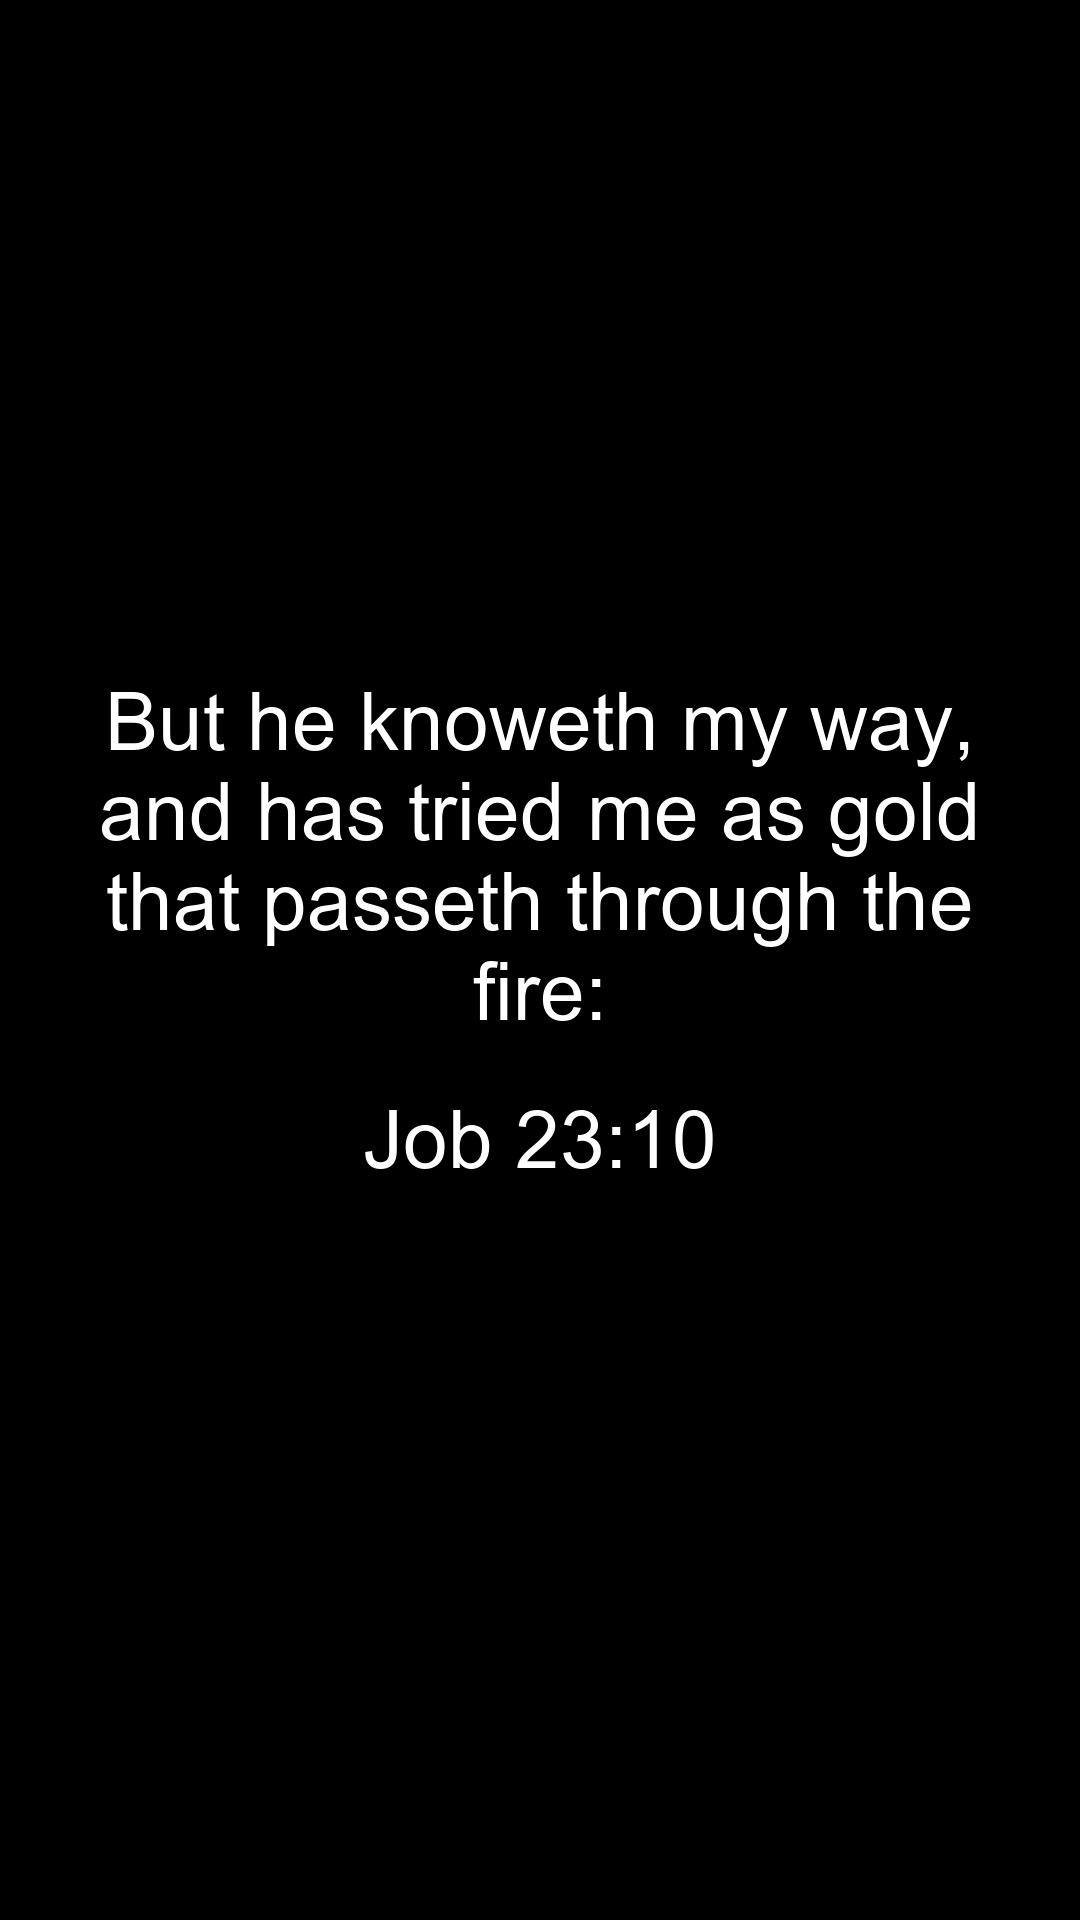 But he knoweth my way,
and has tried me as gold
that passeth through the
fire:
Job 23:10